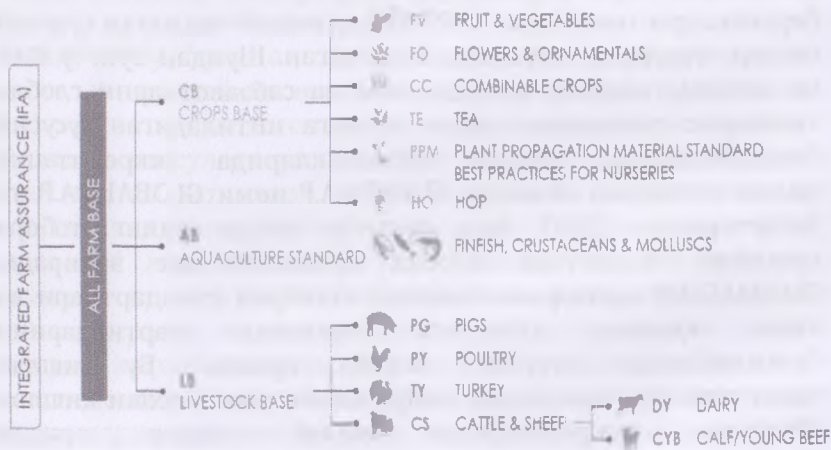 INTEGRATED FARM ASSURANCE (IFA)
ALL FARM BASE
CB
CROPS BASE
FV FRUIT & VEGETABLES
FO FLOWERS & ORNAMENTALS
CC COMBINABLE CROPS
TE TEA
PPM PLANT PROPAGATION MATERIAL STANDARD
BEST PRACTICES FOR NURSERIES
HO HOP
AB
AQUACULTURE STANDARD
FINFISH, CRUSTACEANS & MOLLUSCS
LB
LIVESTOCK BASE
PG PIGS
PY POULTRY
TY TURKEY
CS CATTLE & SHEEP
DY DAIRY
CYB CALF/YOUNG BEEF